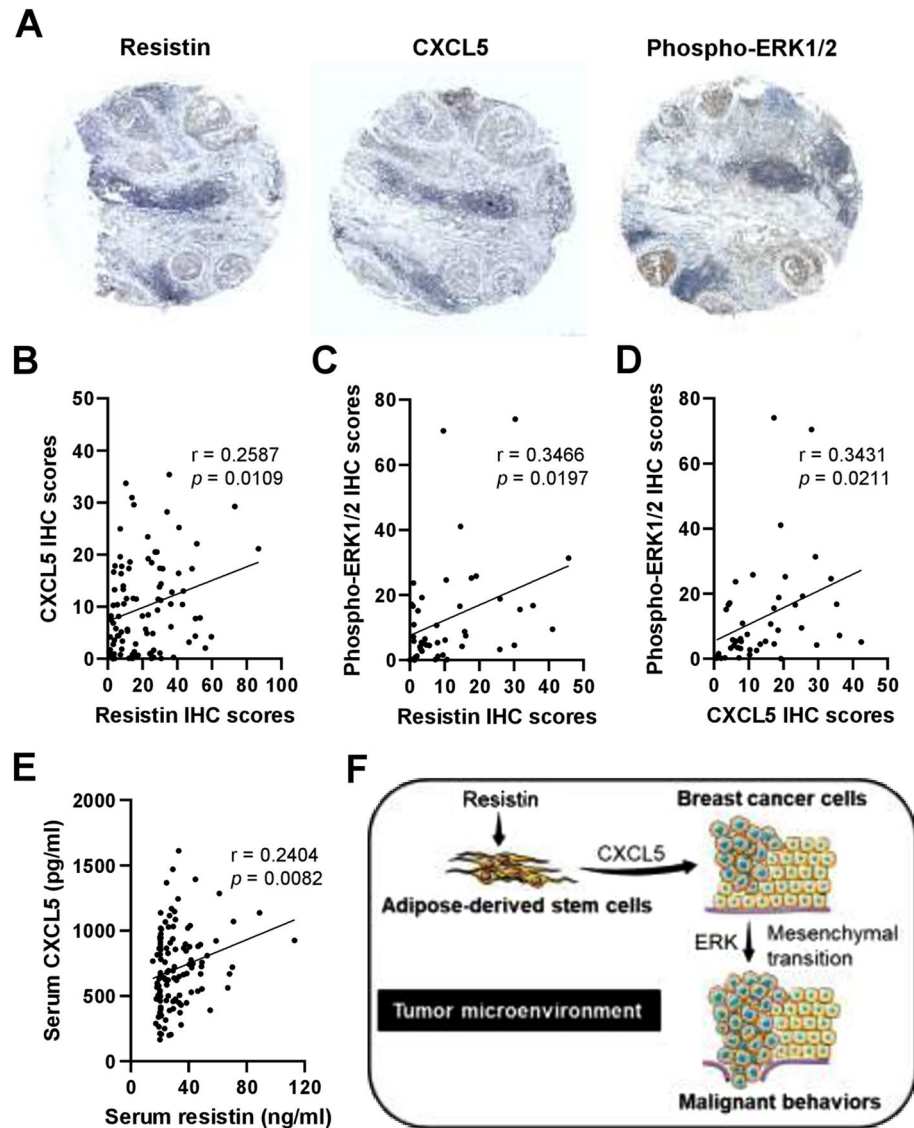 A
Resistin
CXCL5
Phospho-ERK1/2
B
CXCL5 IHC scores
50
40
30
20
10
0
r = 0.2587
p = 0.0109
0 20 40 60 80 100
Resistin IHC scores
C
Phospho-ERK1/2 IHC scores
80
60
40
20
0
r = 0.3466
p = 0.0197
0 10 20 30 40 50
Resistin IHC scores
D
Phospho-ERK1/2 IHC scores
80
60
40
20
0
r = 0.3431
p = 0.0211
0 10 20 30 40 50
CXCL5 IHC scores
E
Serum CXCL5 (pg/ml)
2000
1500
1000
500
0
r = 0.2404
p = 0.0082
0 40 80 120
Serum resistin (ng/ml)
F
Resistin
Adipose-derived stem cells
CXCL5
Breast cancer cells
ERK
Mesenchymal
transition
Tumor microenvironment
Malignant behaviors